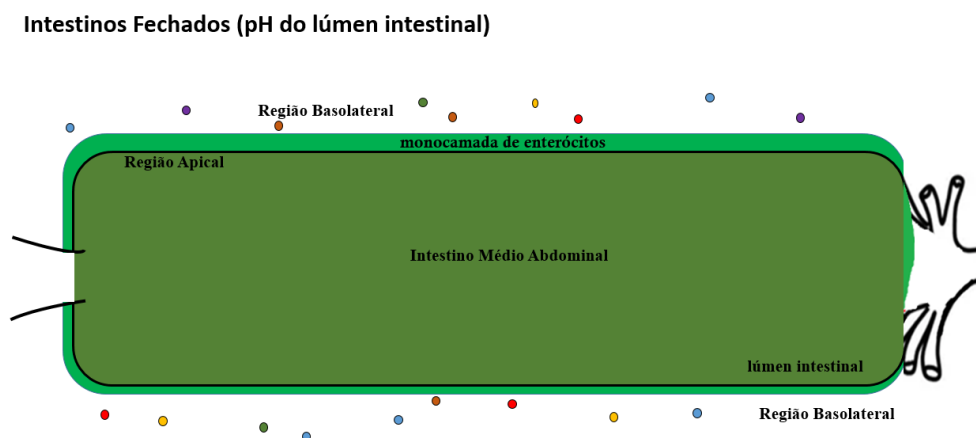 Intestinos Fechados (pH do lúmen intestinal)
Região Basolateral
monocamada de enterócitos
Região Apical
Intestino Médio Abdominal
lúmen intestinal
Região Basolateral